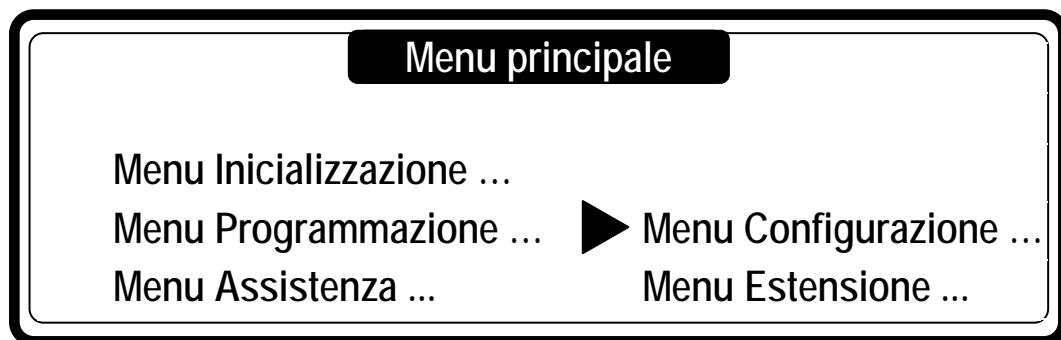 Menu principale
Menu Inicializzazione ...
Menu Programmazione ... Menu Configurazione ...
Menu Assistenza ... Menu Estensione ...